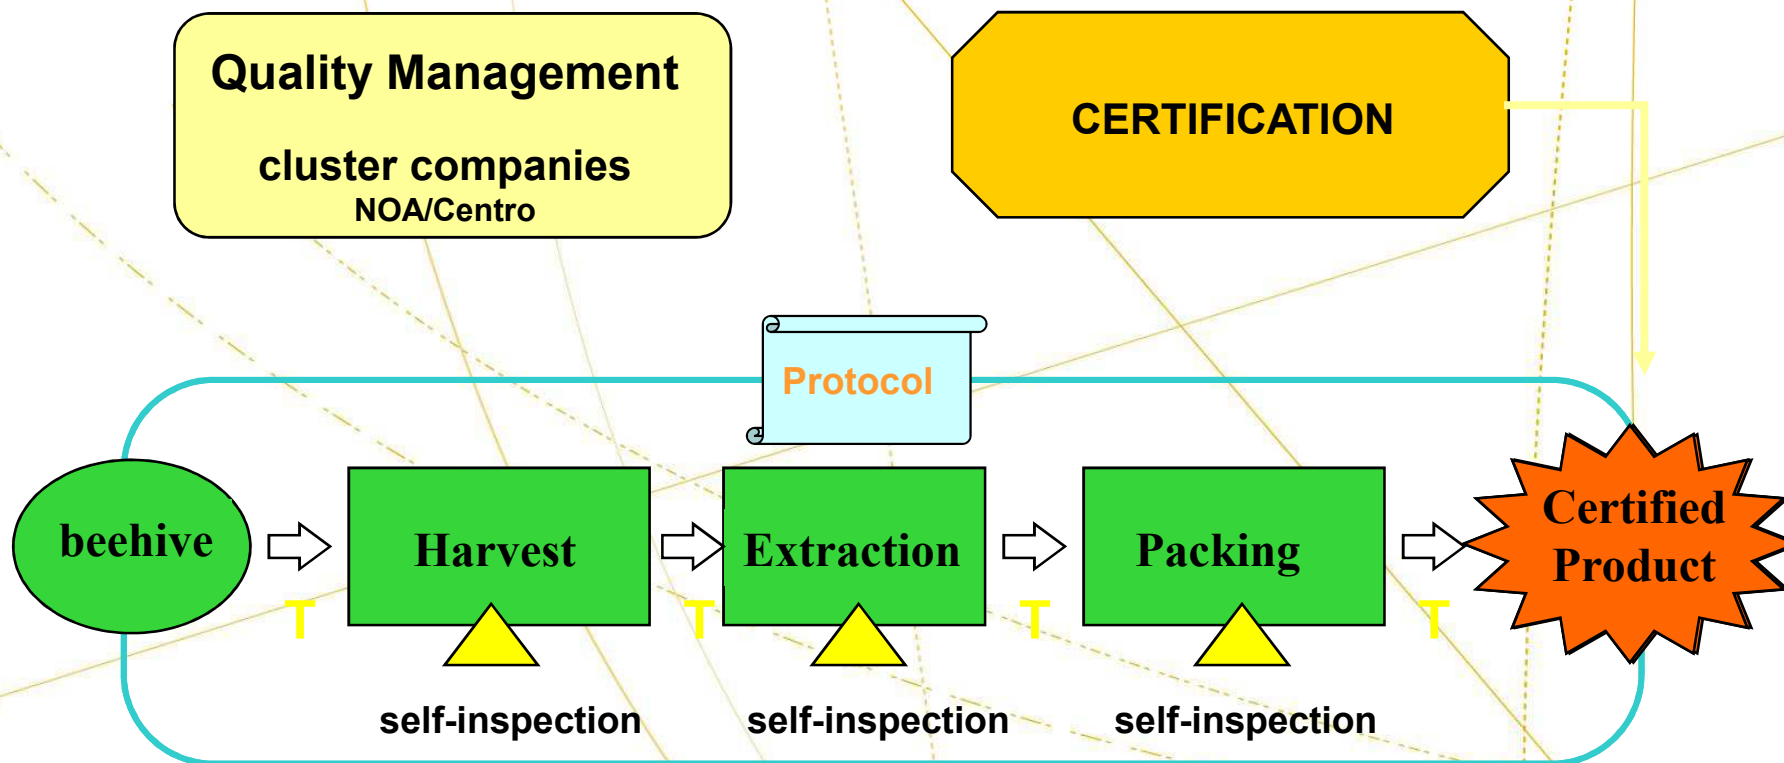 Quality Management
cluster companies
NOA/Centro
CERTIFICATION
Protocol
beehive
Harvest
Extraction
Packing
Certified
Product
T
T
T
T
self-inspection
self-inspection
self-inspection